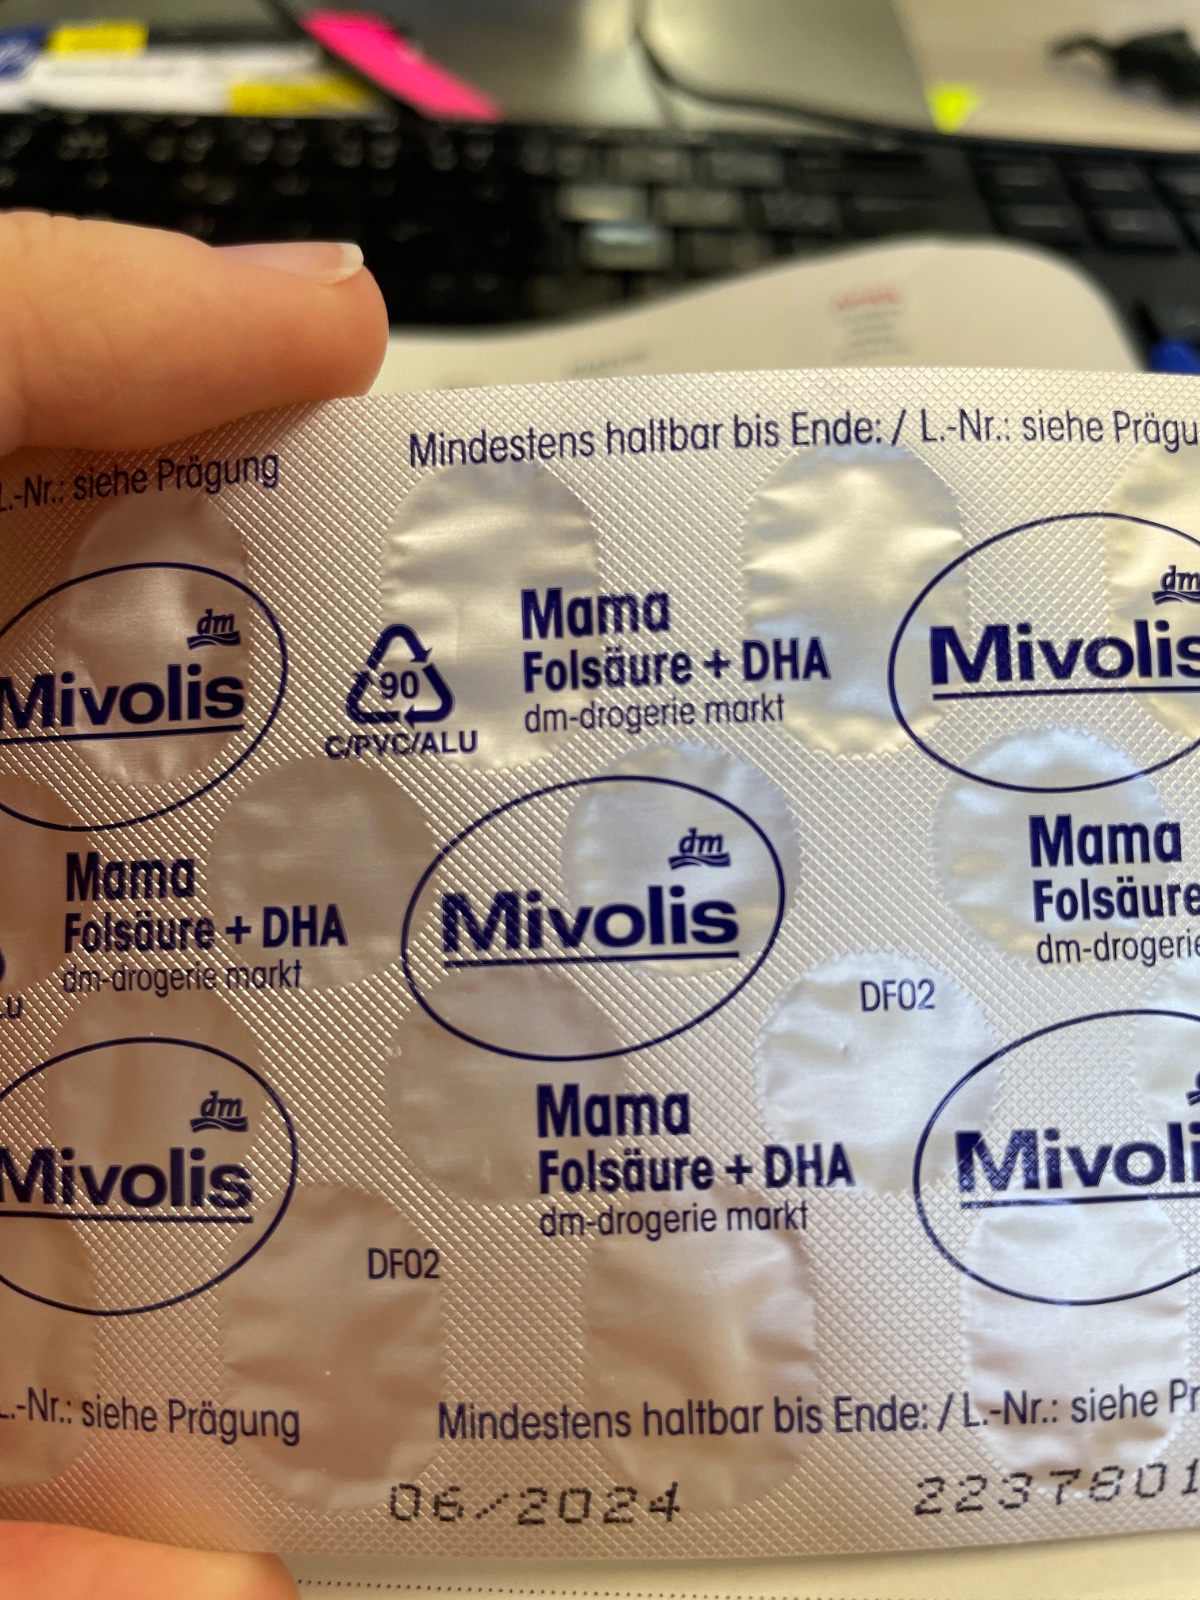 Mindestens haltbar bis Ende: / L.-Nr.: siehe Prägu
L.-Nr.: siehe Prägung
dm
Mivolis
90
C/PVC/ALU
Mama
Folsäure + DHA
dm-drogerie markt
dm
Mivolis
Mama
Folsäure + DHA
dm-drogerie markt
LU
dm
Mivolis
Mama
Folsäure
dm-drogerie
DF02
dm
Mivolis
Mama
Folsäure + DHA
dm-drogerie markt
Mivoli
DF02
L.-Nr.: siehe Prägung
Mindestens haltbar bis Ende: / L.-Nr.: siehe Pr
06/2024
2237801